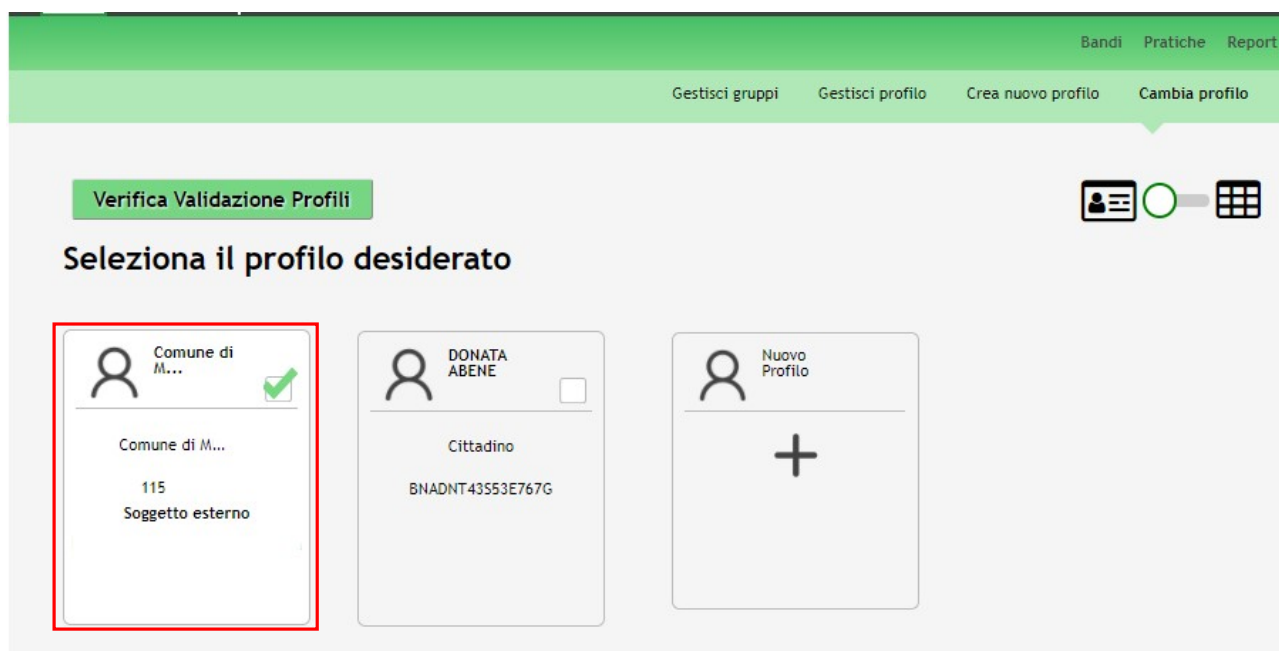 Bandi Pratiche Report
Gestisci gruppi Gestisci profilo Crea nuovo profilo Cambia profilo
Verifica Validazione Profili
Seleziona il profilo desiderato
Comune di
M...
Comune di M...
115
Soggetto esterno
DONATA
ABENE
Cittadino
BNADNT43S53E767G
Nuovo
Profilo